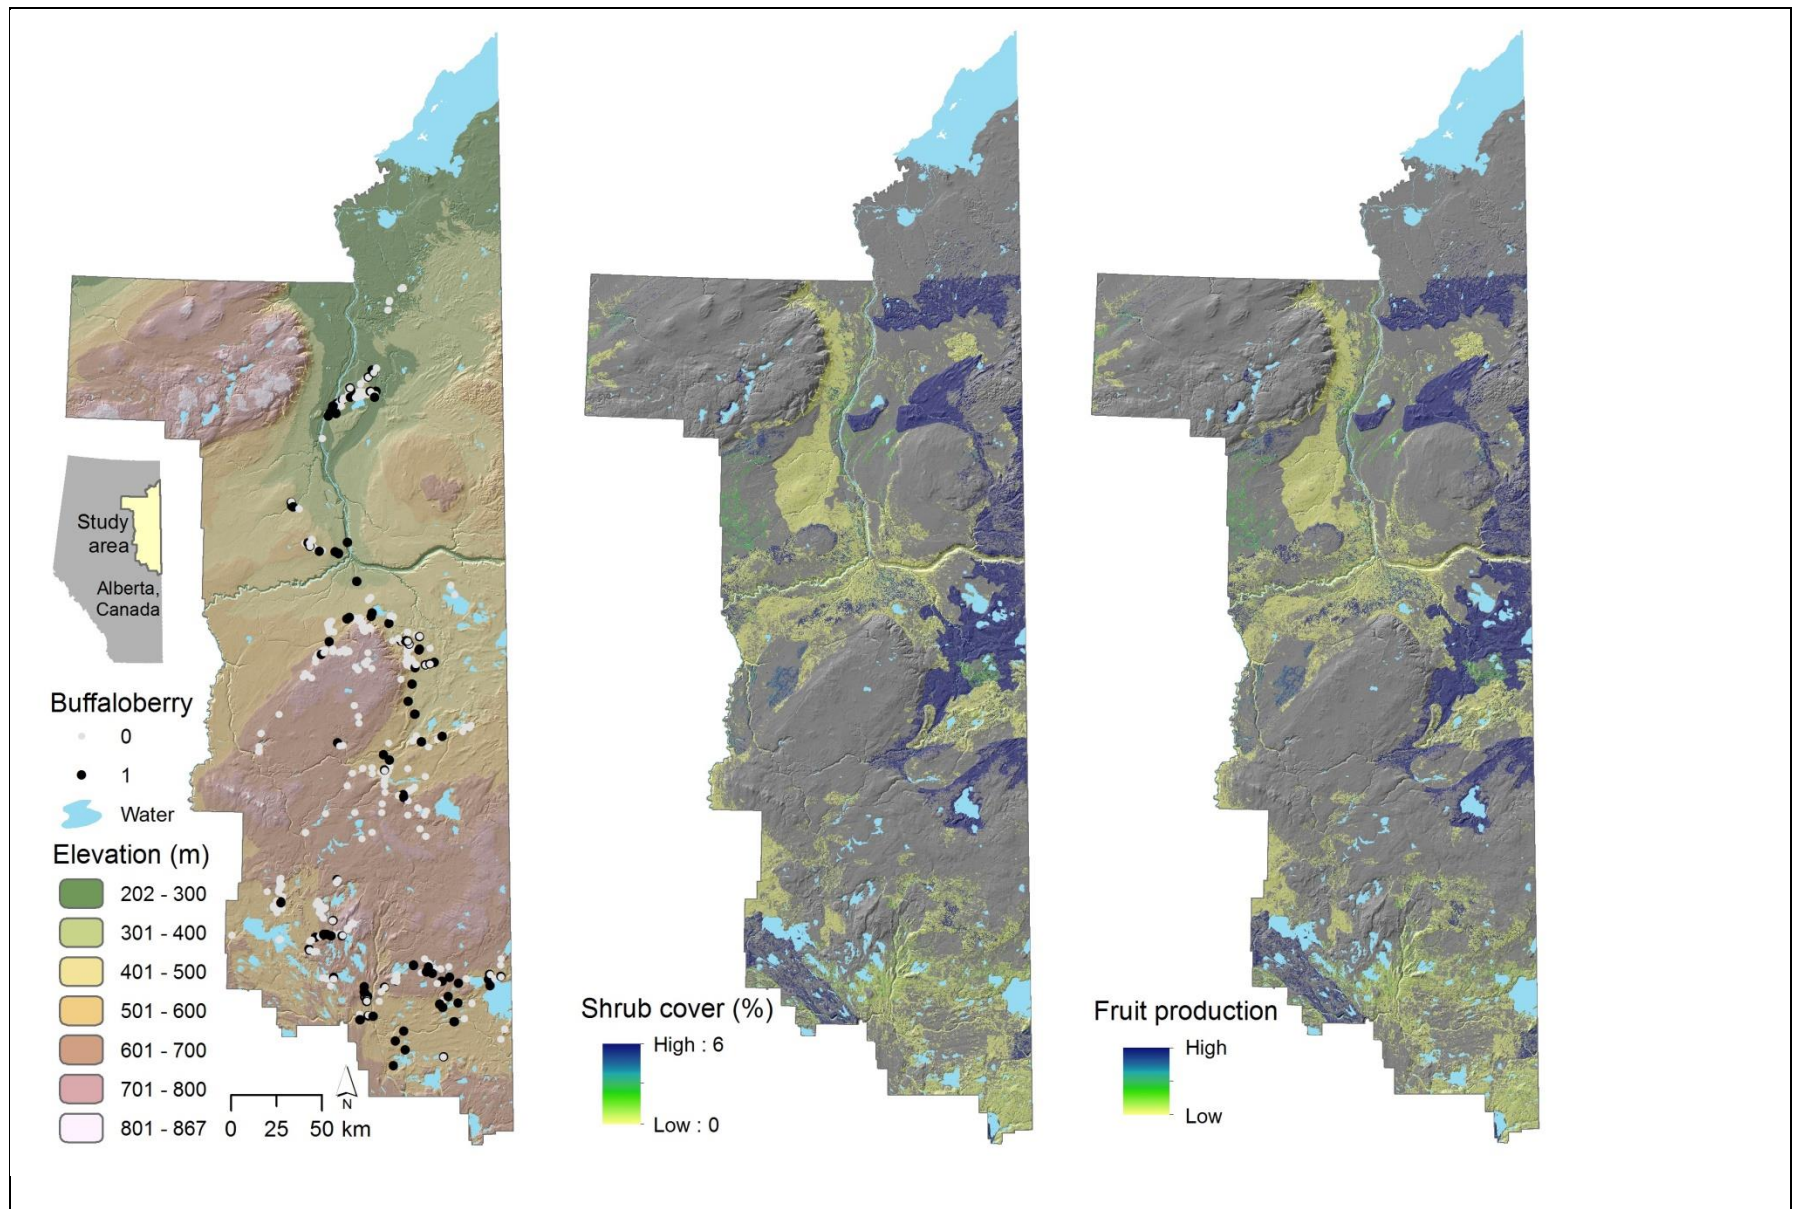 Study
area
Alberta,
Canada
Buffaloberry
0
1
Water
Elevation (m)
202 - 300
301 - 400
401 - 500
501 - 600
601 - 700
701 - 800
801 - 867
N
0 25 50 km
Shrub cover (%)
High : 6
Low : 0
Fruit production
High
Low